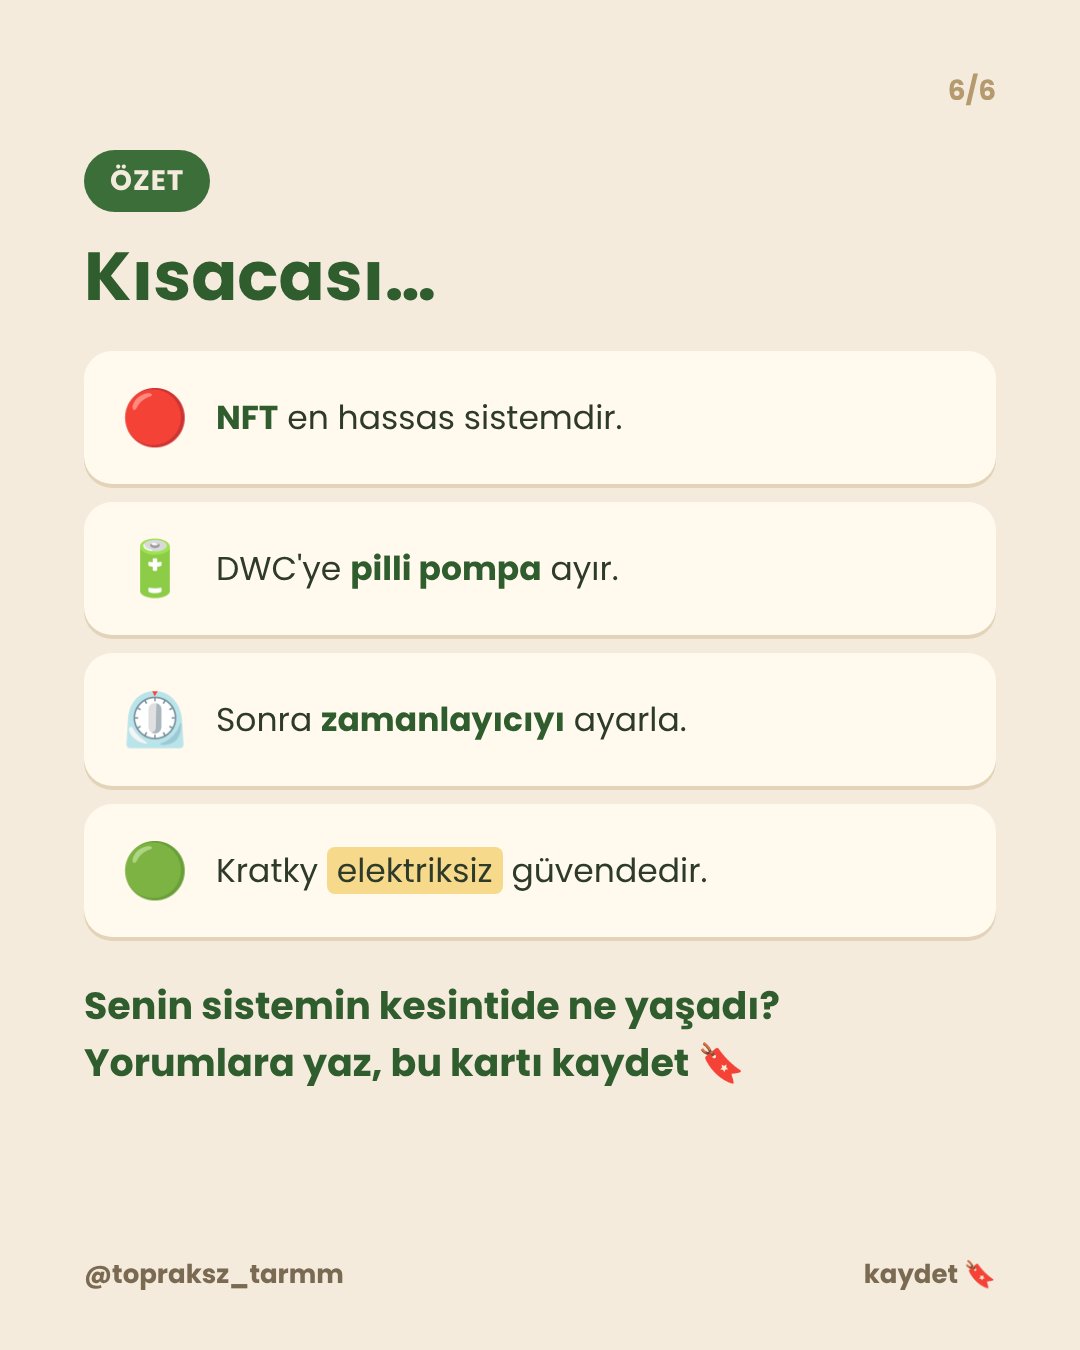 6/6
ÖZET
Kısacası...
NFT en hassas sistemdir.
DWC'ye pilli pompa ayır.
Sonra zamanlayıcıyı ayarla.
Kratky elektriksiz güvendedir.
Senin sistemin kesintide ne yaşadı?
Yorumlara yaz, bu kartı kaydet 🔖
@topraksz_tarmm
kaydet 🔖